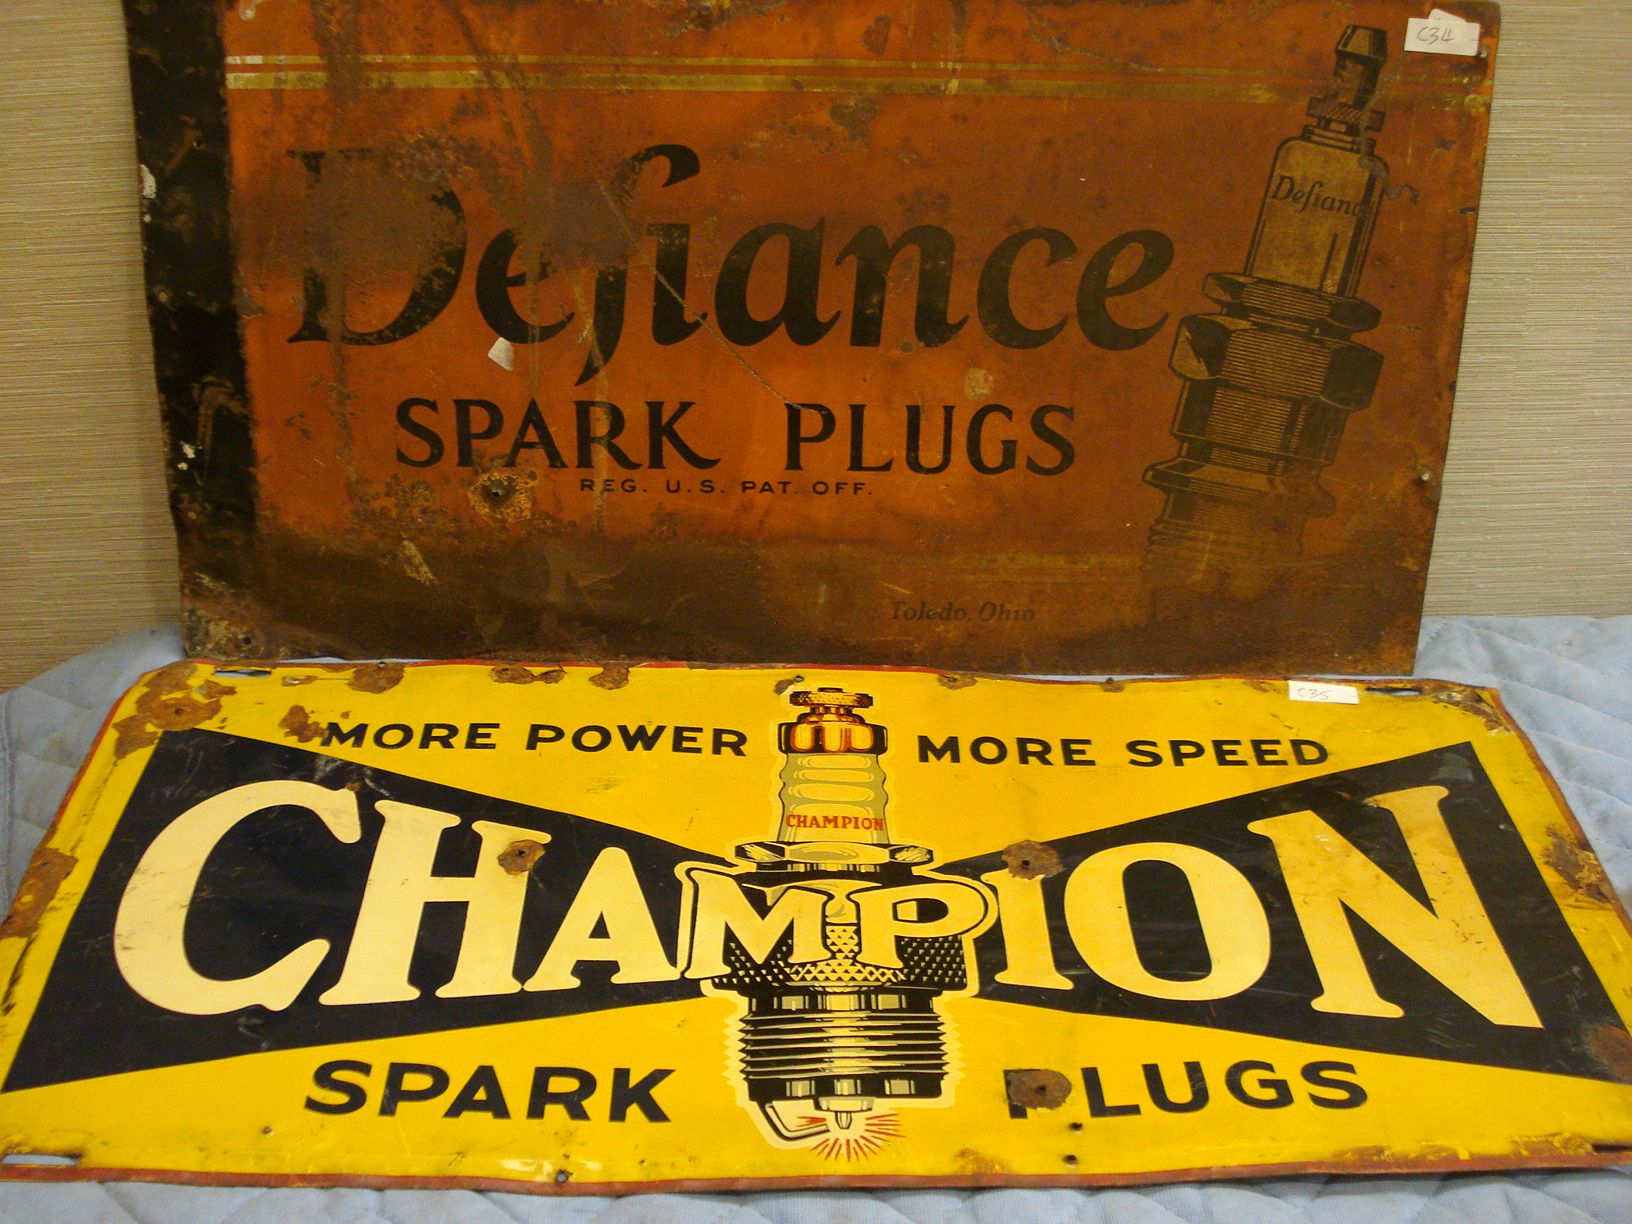 C34
Defiance
Defiance
SPARK PLUGS
REG. U.S. PAT. OFF.
Toledo, Ohio
C35
MORE POWER MORE SPEED
CHAMPION
CHAMPION
SPARK PLUGS